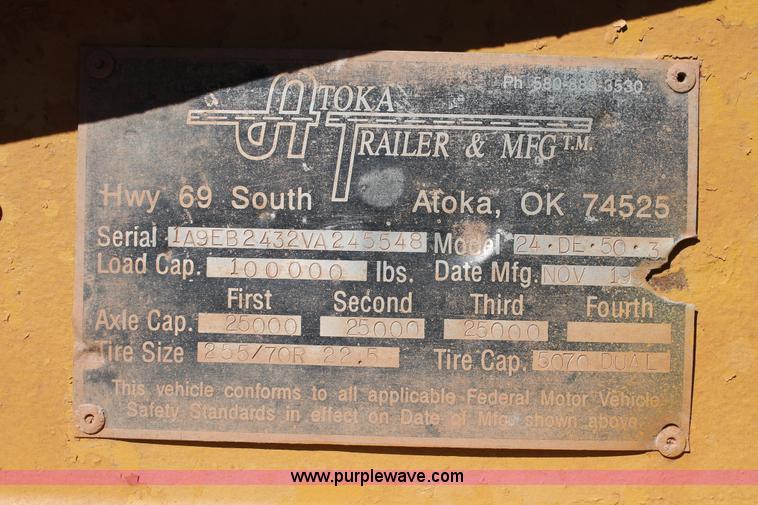 Ph 580-889-3530
ATOKA
TRAILER & MFG T.M.
Hwy 69 South Atoka, OK 74525
Serial 1A9EB2432VA245548 Model 24·DE·50·3
Load Cap. 100000 lbs. Date Mfg. NOV 19
First Second Third Fourth
Axle Cap. 25000 25000 25000
Tire Size 255/70R 22.5 Tire Cap. 5070 DUAL
This vehicle conforms to all applicable Federal Motor Vehicle
Safety Standards in effect on Date of Mfg. shown above.
www.purplewave.com